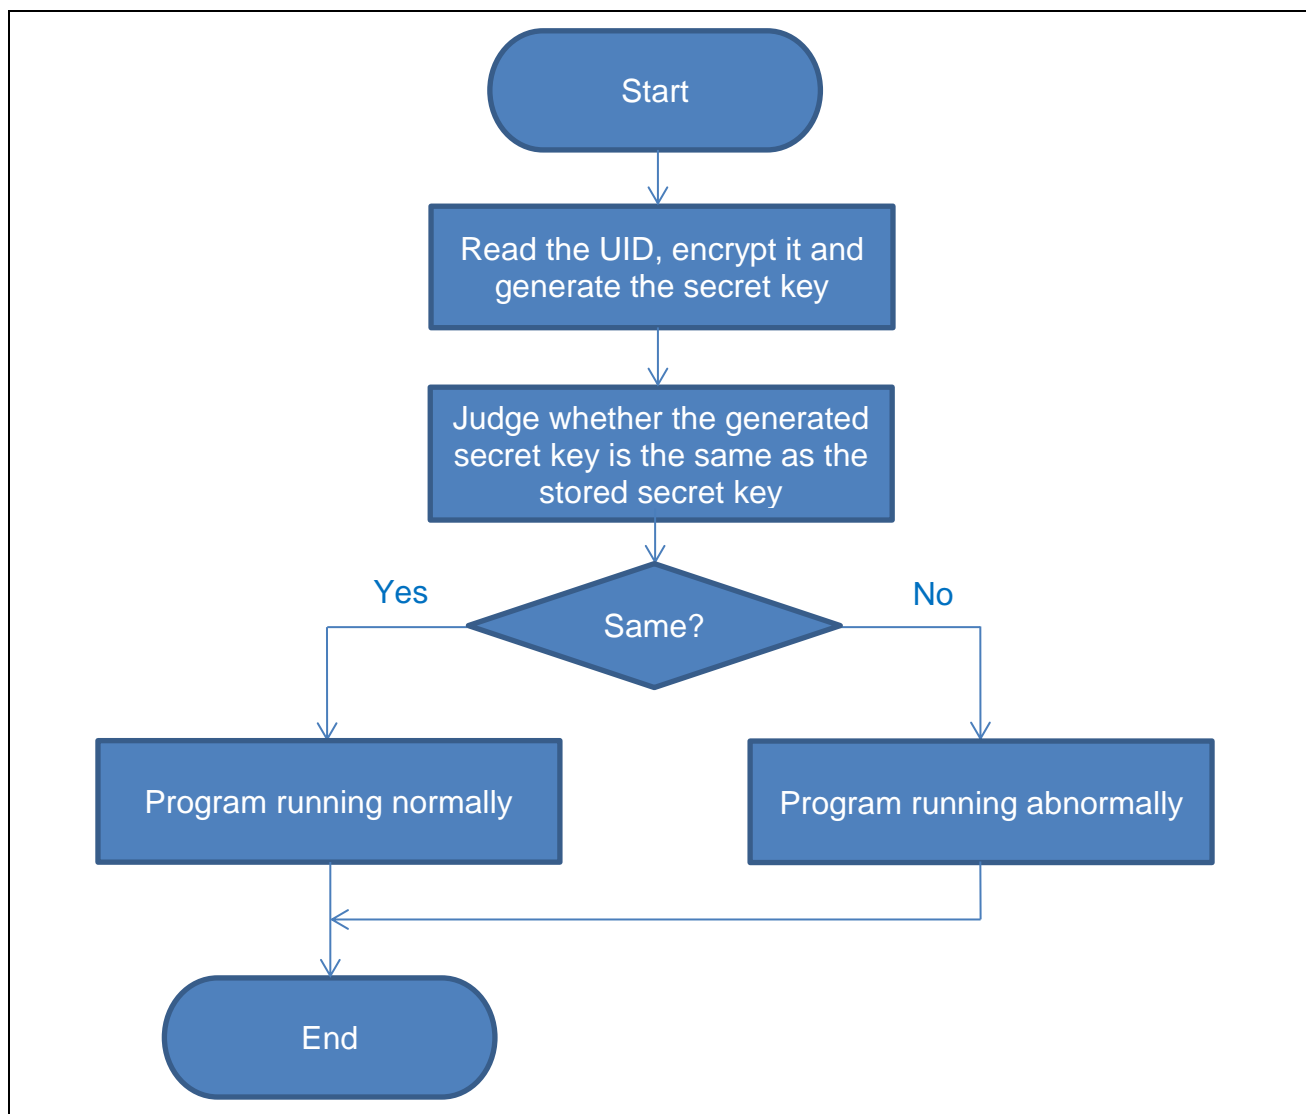 Start
Read the UID, encrypt it and
generate the secret key
Judge whether the generated
secret key is the same as the
stored secret key
Yes
No
Same?
Program running normally
Program running abnormally
End